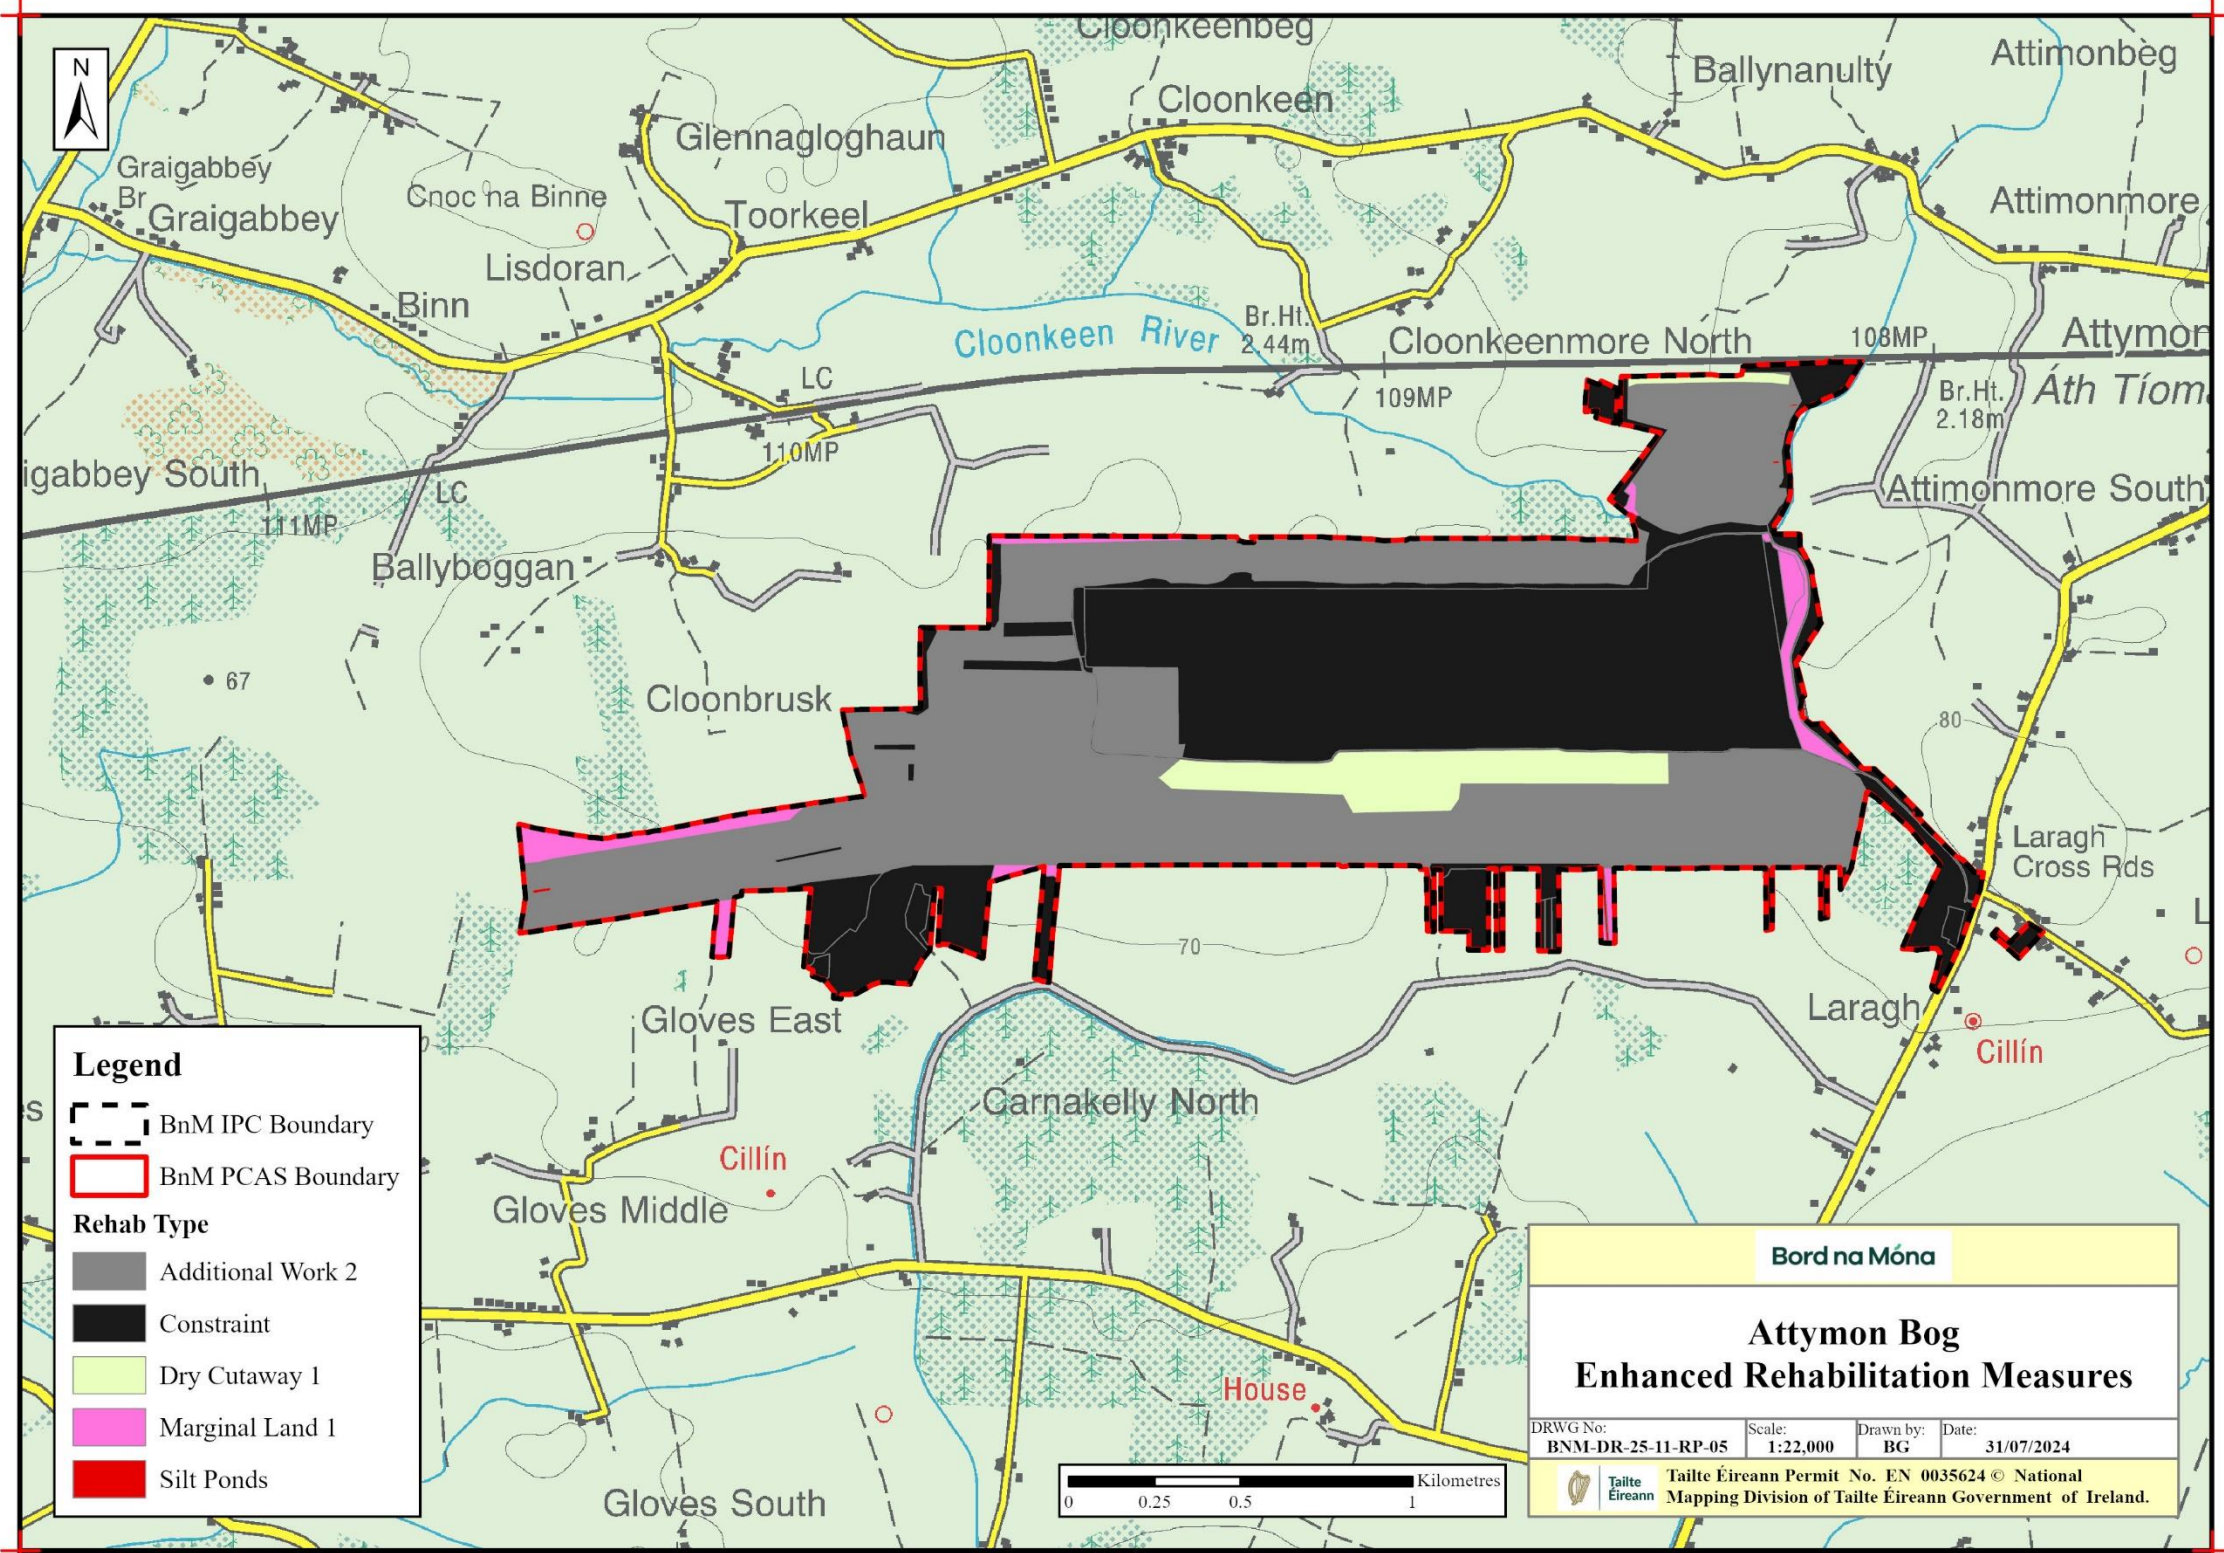 Cloonkeenbeg
Attimonbeg
N
Ballynanulty
Cloonkeen
Glennagloghaun
Graigabbey
Br
Graigabbey
Cnoc na Binne
Toorkeel
Attimonmore
Lisdoran
Binn
Cloonkeen River
Br.Ht.
2.44m
Cloonkeenmore North
108MP
Attymon
Áth Tíom
LC
109MP
Br.Ht.
2.18m
110MP
igabbey South
LC
111MP
Attimonmore South
Ballyboggan
67
Cloonbrusk
80
Laragh
Cross Rds
L
70
Laragh
Cillín
Gloves East
Carnakelly North
Cillín
Gloves Middle
House
Gloves South
es
0
Legend
BnM IPC Boundary
BnM PCAS Boundary
Rehab Type
Additional Work 2
Constraint
Dry Cutaway 1
Marginal Land 1
Silt Ponds
Kilometres
0 0.25 0.5 1
Bord na Móna
Attymon Bog
Enhanced Rehabilitation Measures
DRWG No: Scale: Drawn by: Date:
BNM-DR-25-11-RP-05 1:22,000 BG 31/07/2024
Tailte
Éireann
Tailte Éireann Permit No. EN 0035624 © National
Mapping Division of Tailte Éireann Government of Ireland.